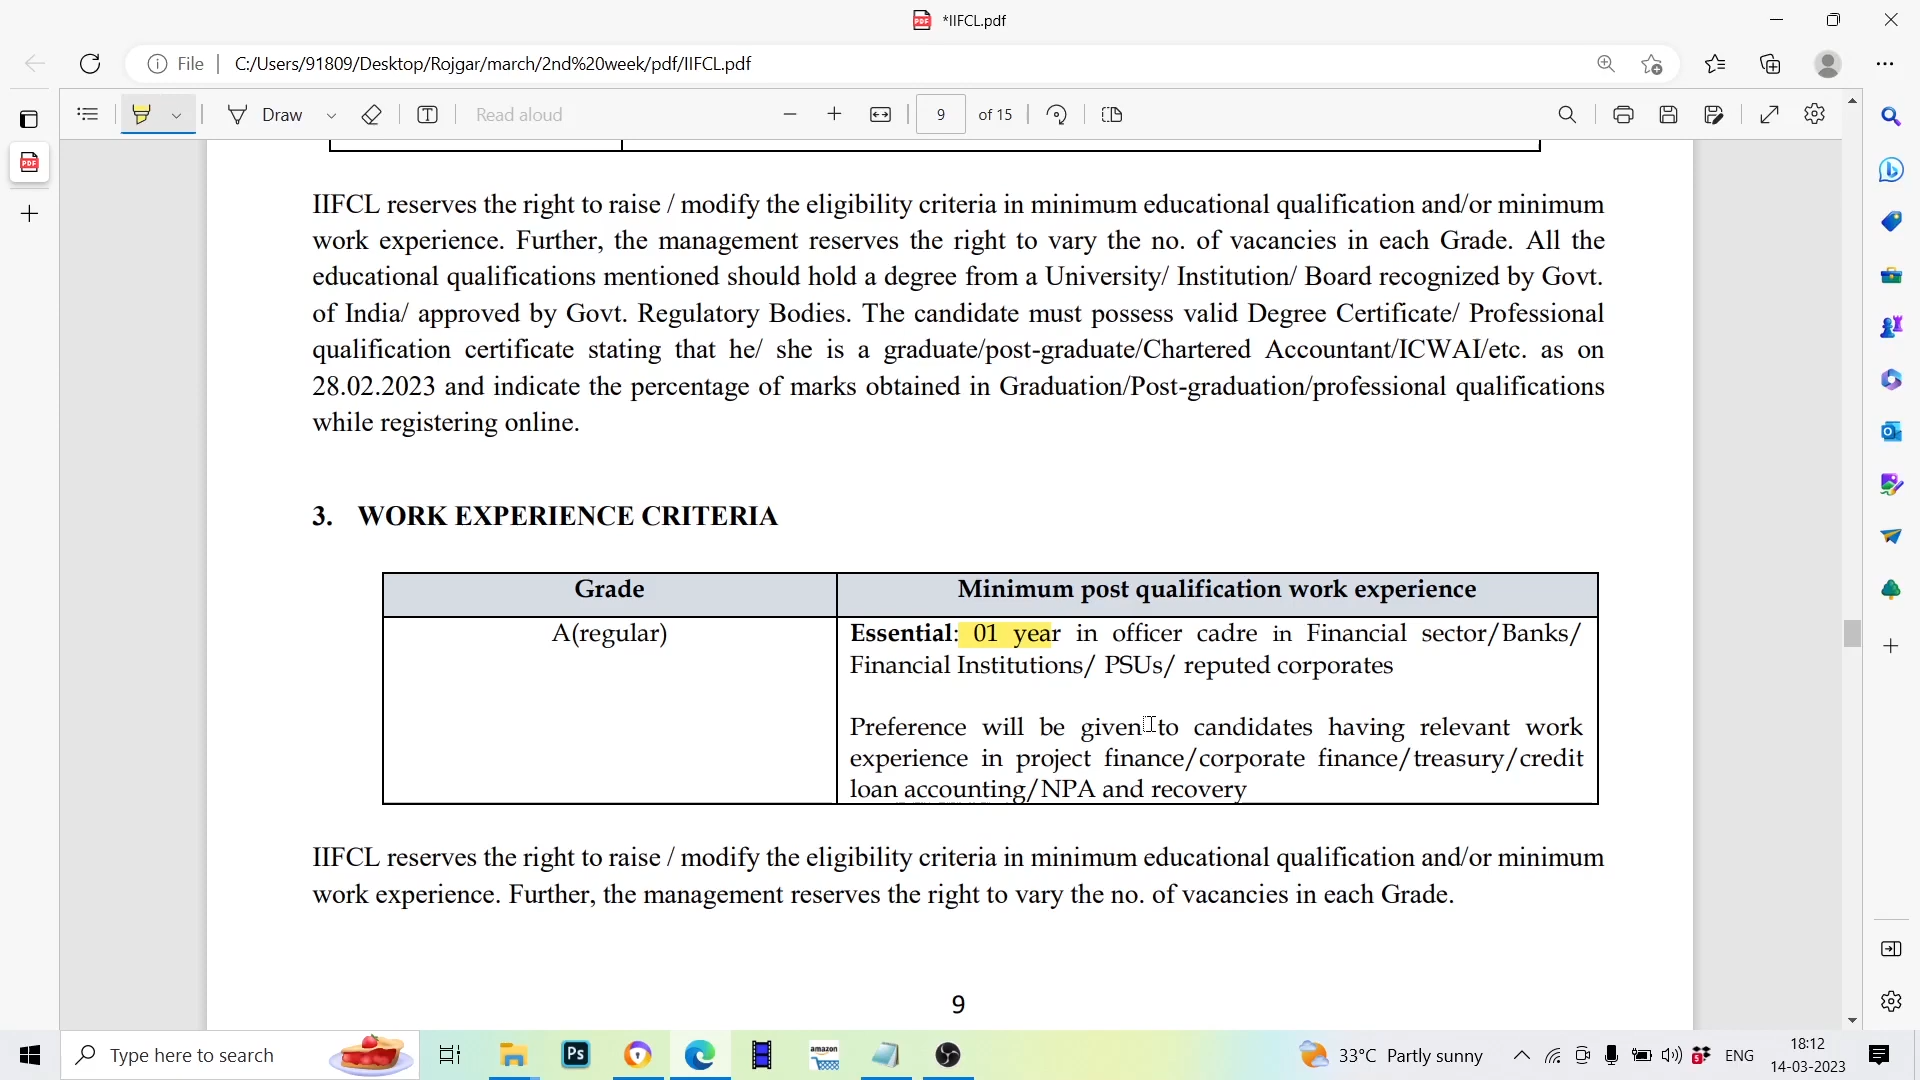 *IIFCL.pdf
File
C:/Users/91809/Desktop/Rojgar/march/2nd%20week/pdf/IIFCL.pdf
Draw
Read aloud
9 of 15
IIFCL reserves the right to raise / modify the eligibility criteria in minimum educational qualification and/or minimum
work experience. Further, the management reserves the right to vary the no. of vacancies in each Grade. All the
educational qualifications mentioned should hold a degree from a University/ Institution/ Board recognized by Govt.
of India/ approved by Govt. Regulatory Bodies. The candidate must possess valid Degree Certificate/ Professional
qualification certificate stating that he/ she is a graduate/post-graduate/Chartered Accountant/ICWAI/etc. as on
28.02.2023 and indicate the percentage of marks obtained in Graduation/Post-graduation/professional qualifications
while registering online.
3. WORK EXPERIENCE CRITERIA
Grade
Minimum post qualification work experience
A(regular)
Essential: 01 year in officer cadre in Financial sector/Banks/
Financial Institutions/ PSUs/ reputed corporates
Preference will be given to candidates having relevant work
experience in project finance/corporate finance/treasury/credit
loan accounting/NPA and recovery
IIFCL reserves the right to raise / modify the eligibility criteria in minimum educational qualification and/or minimum
work experience. Further, the management reserves the right to vary the no. of vacancies in each Grade.
9
Type here to search
Ps
amazon
33°C Partly sunny
ENG
18:12
14-03-2023